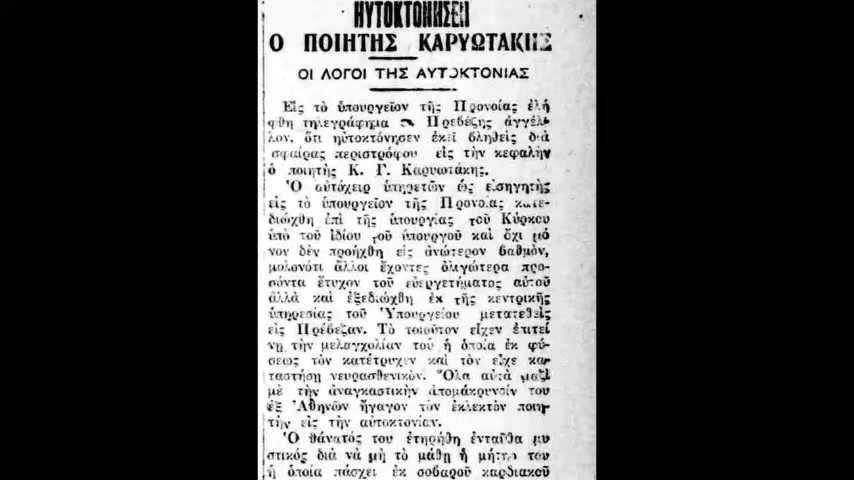 ΗΥΤΟΚΤΟΝΗΣΕΝ
Ο ΠΟΙΗΤΗΣ ΚΑΡΥΩΤΑΚΗΣ
ΟΙ ΛΟΓΟΙ ΤΗΣ ΑΥΤΟΚΤΟΝΙΑΣ
Εἰς τὸ ὑπουργεῖον τῆς Προνοίας ἐλή
φθη τηλεγράφημα Πρεβέζης ἀγγέλ
λον, ὅτι ηὐτοκτόνησεν ἐκεῖ βληθεὶς διὰ
σφαίρας περιστρόφου εἰς τὴν κεφαλὴν
ὁ ποιητὴς Κ. Γ. Καρυωτάκης.
Ὁ αὐτόχειρ ὑπηρετῶν ὡς εἰσηγητὴς
εἰς τὸ ὑπουργεῖον τῆς Προνοίας κατε-
διώχθη ἐπὶ τῆς ὑπουργίας τοῦ Κύρκου
ὑπὸ τοῦ ἰδίου τοῦ ὑπουργοῦ καὶ ὄχι μό
νον δὲν προήχθη εἰς ἀνώτερον βαθμὸν,
μολονότι ἄλλοι ἔχοντες ὀλιγώτερα προ-
σόντα ἔτυχον τοῦ εὐεργετήματος αὐτοῦ
ἀλλὰ καὶ ἐξεδιώχθη ἐκ τῆς κεντρικῆς
ὑπηρεσίας τοῦ Ὑπουργείου μετατεθεὶς
εἰς Πρέβεζαν. Τὸ τοιοῦτον εἶχεν ἐπιτεί
νῃ τὴν μελαγχολίαν του ἡ ὁποία ἐκ φύ-
σεως τὸν κατέτρυχεν καὶ τὸν εἶχε κα-
ταστήσῃ νευρασθενικὸν. Ὅλα αὐτὰ μαζὶ
μὲ τὴν ἀναγκαστικὴν ἀπομάκρυνσίν του
ἐξ Ἀθηνῶν ἤγαγον τὸν ἐκλεκτὸν ποιη-
τὴν εἰς τὴν αὐτοκτονίαν.
Ὁ θάνατός του ἐτηρήθη ἐνταῦθα μυ
στικὸς διὰ νὰ μὴ τὸ μάθῃ ἡ μήτηρ του
ἡ ὁποία πάσχει ἐκ σοβαροῦ καρδιακοῦ